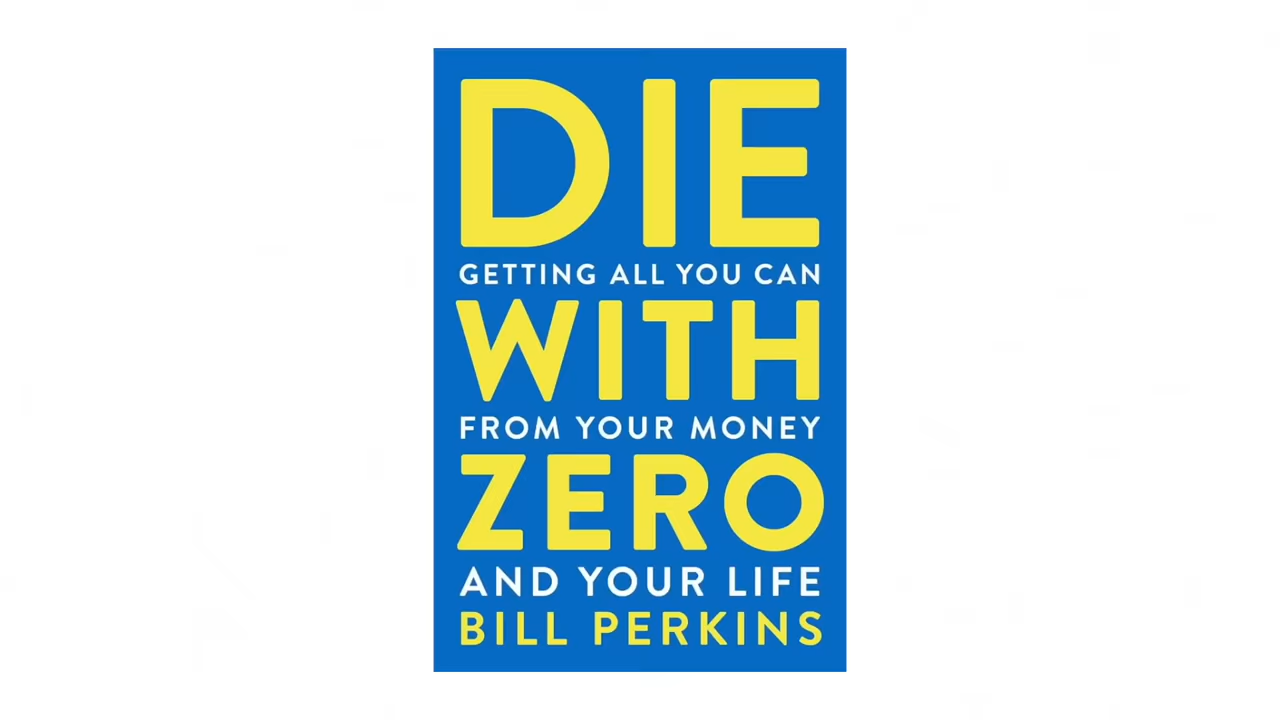 DIE
GETTING ALL YOU CAN
WITH
FROM YOUR MONEY
ZERO
AND YOUR LIFE
BILL PERKINS